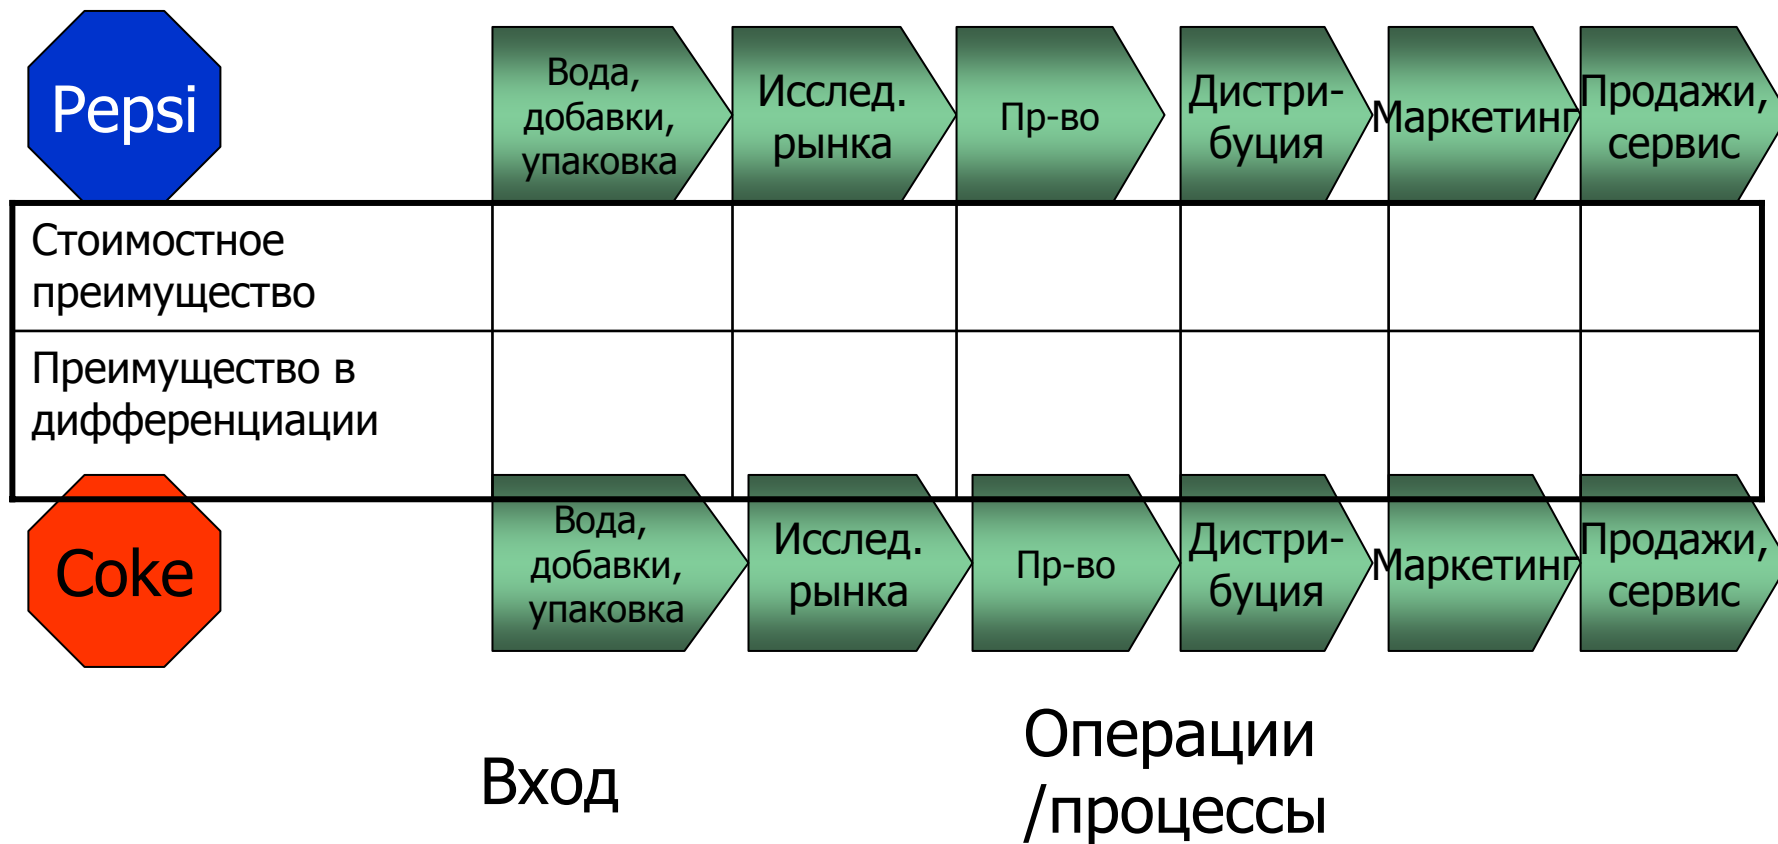 Pepsi
Вода,
добавки,
упаковка
Исслед.
рынка
Пр-во
Дистри-
буция
Маркетинг
Продажи,
сервис
Стоимостное
преимущество
Преимущество в
дифференциации
Coke
Вода,
добавки,
упаковка
Исслед.
рынка
Пр-во
Дистри-
буция
Маркетинг
Продажи,
сервис
Вход
Операции
/процессы